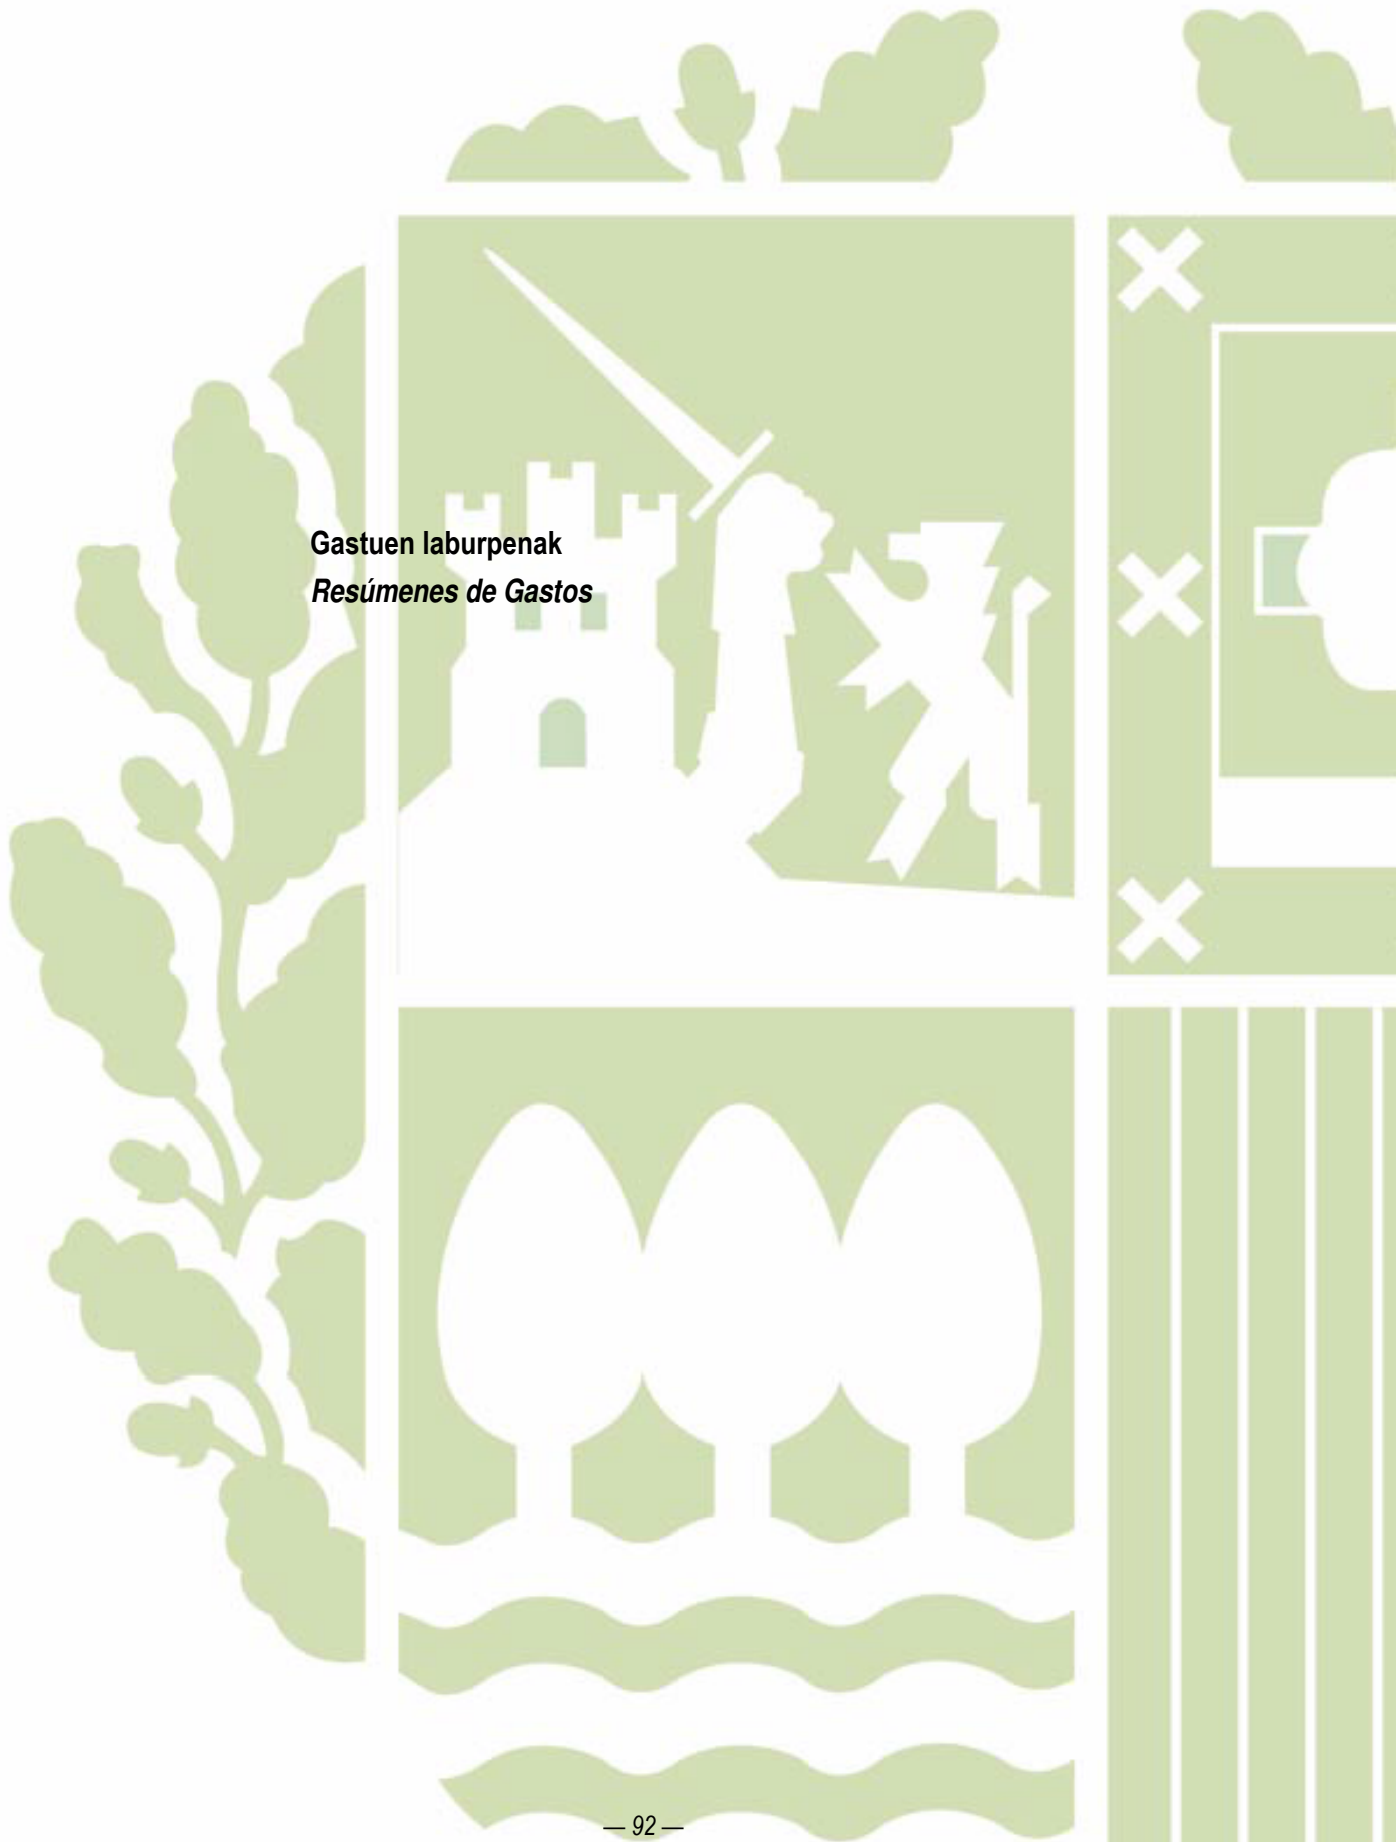 Gastuen laburpenak
Resúmenes de Gastos
— 92 —